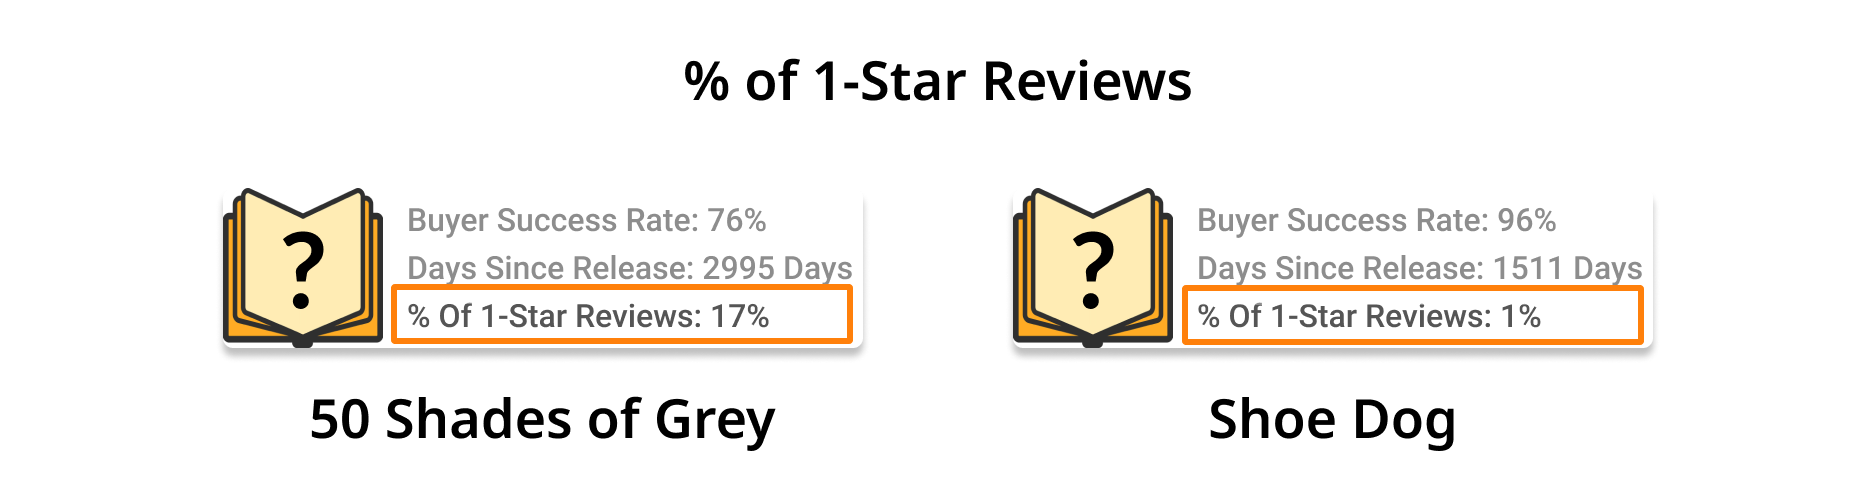 % of 1-Star Reviews
?
Buyer Success Rate: 76%
Days Since Release: 2995 Days
% Of 1-Star Reviews: 17%
50 Shades of Grey
?
Buyer Success Rate: 96%
Days Since Release: 1511 Days
% Of 1-Star Reviews: 1%
Shoe Dog